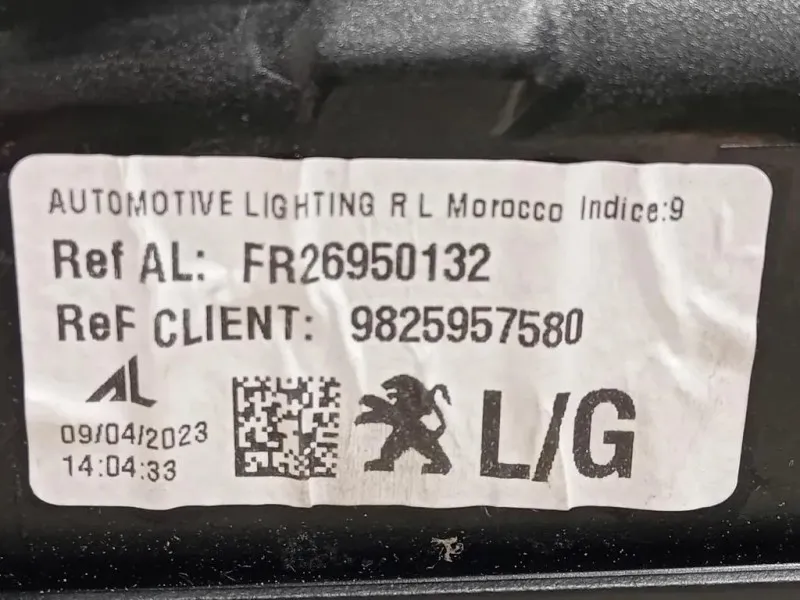 AUTOMOTIVE LIGHTING R L Morocco Indice:9
Ref AL: FR26950132
ReF CLIENT: 9825957580
AL
09/04/2023
14:04:33
L/G